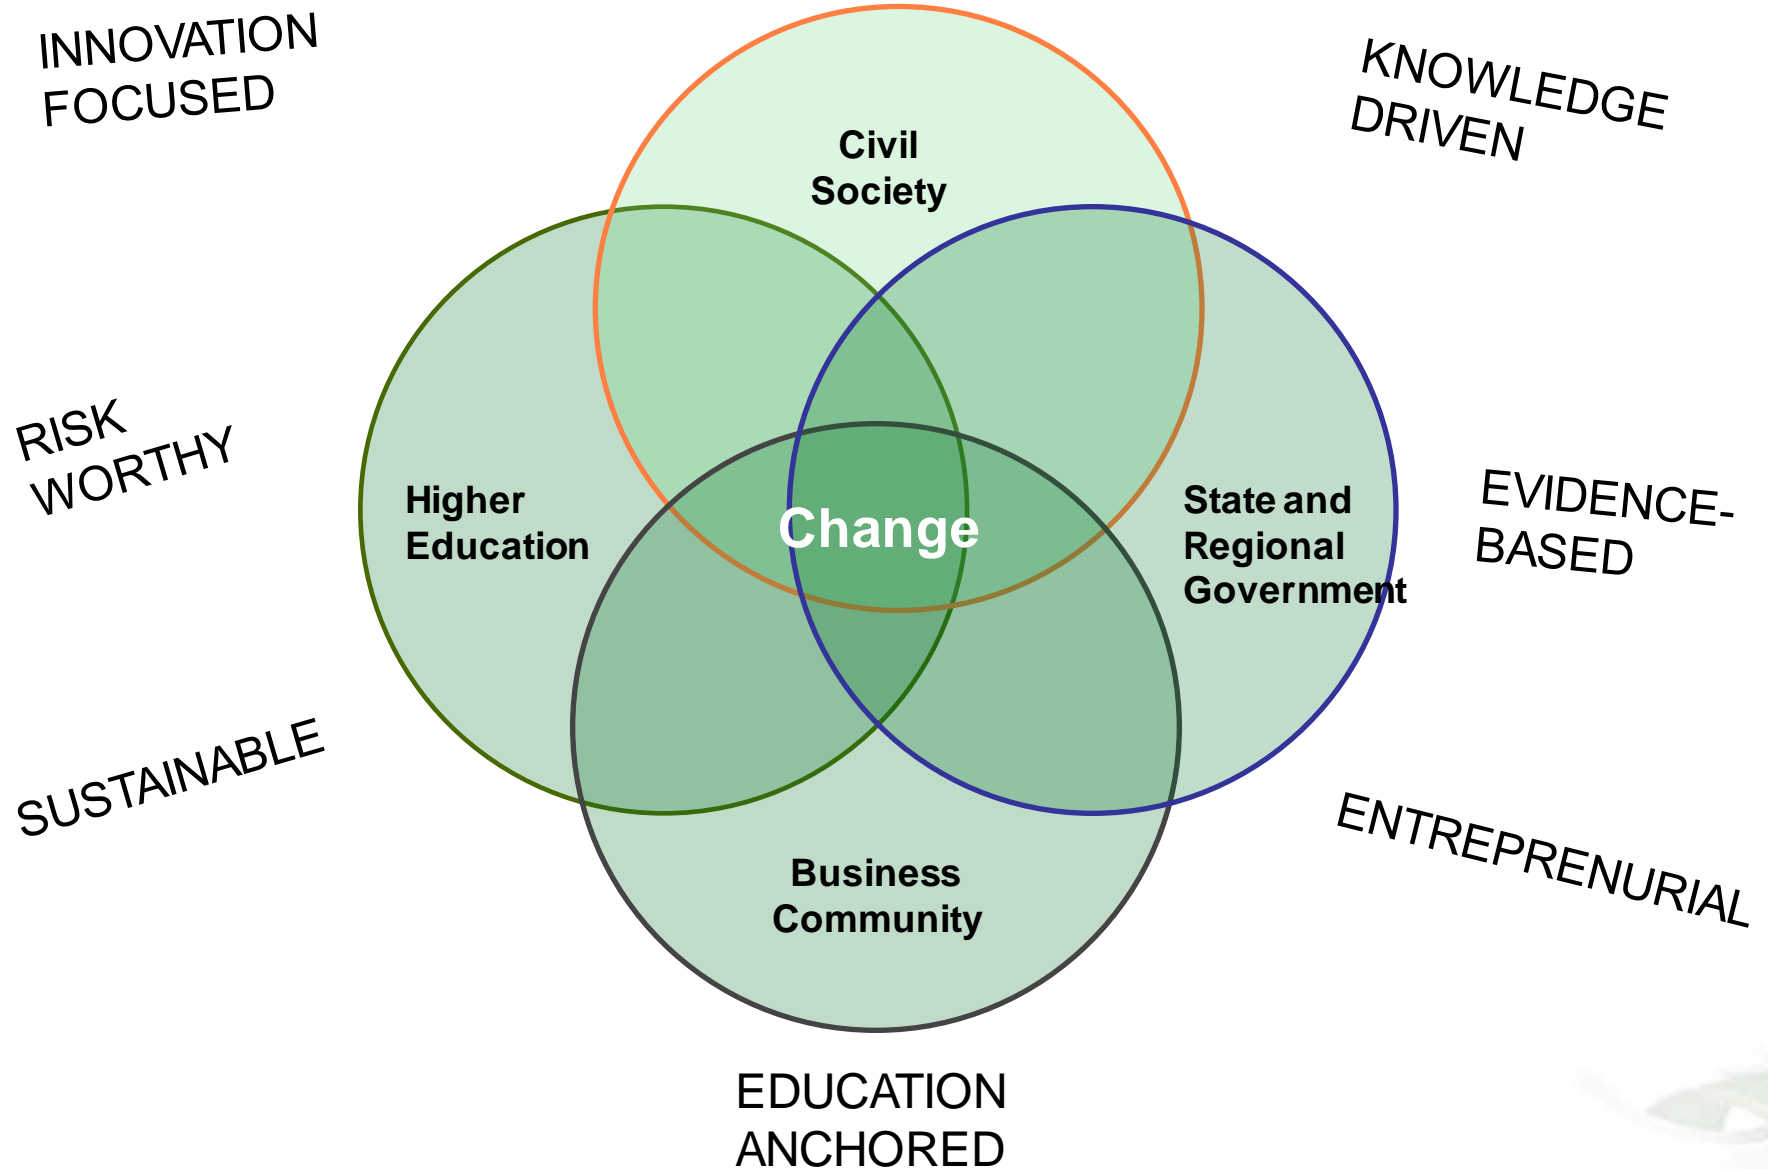 INNOVATION
FOCUSED
KNOWLEDGE
DRIVEN
Civil
Society
RISK
WORTHY
Higher
Education
Change
State and
Regional
Government
EVIDENCE-
BASED
SUSTAINABLE
ENTREPRENURIAL
Business
Community
EDUCATION
ANCHORED